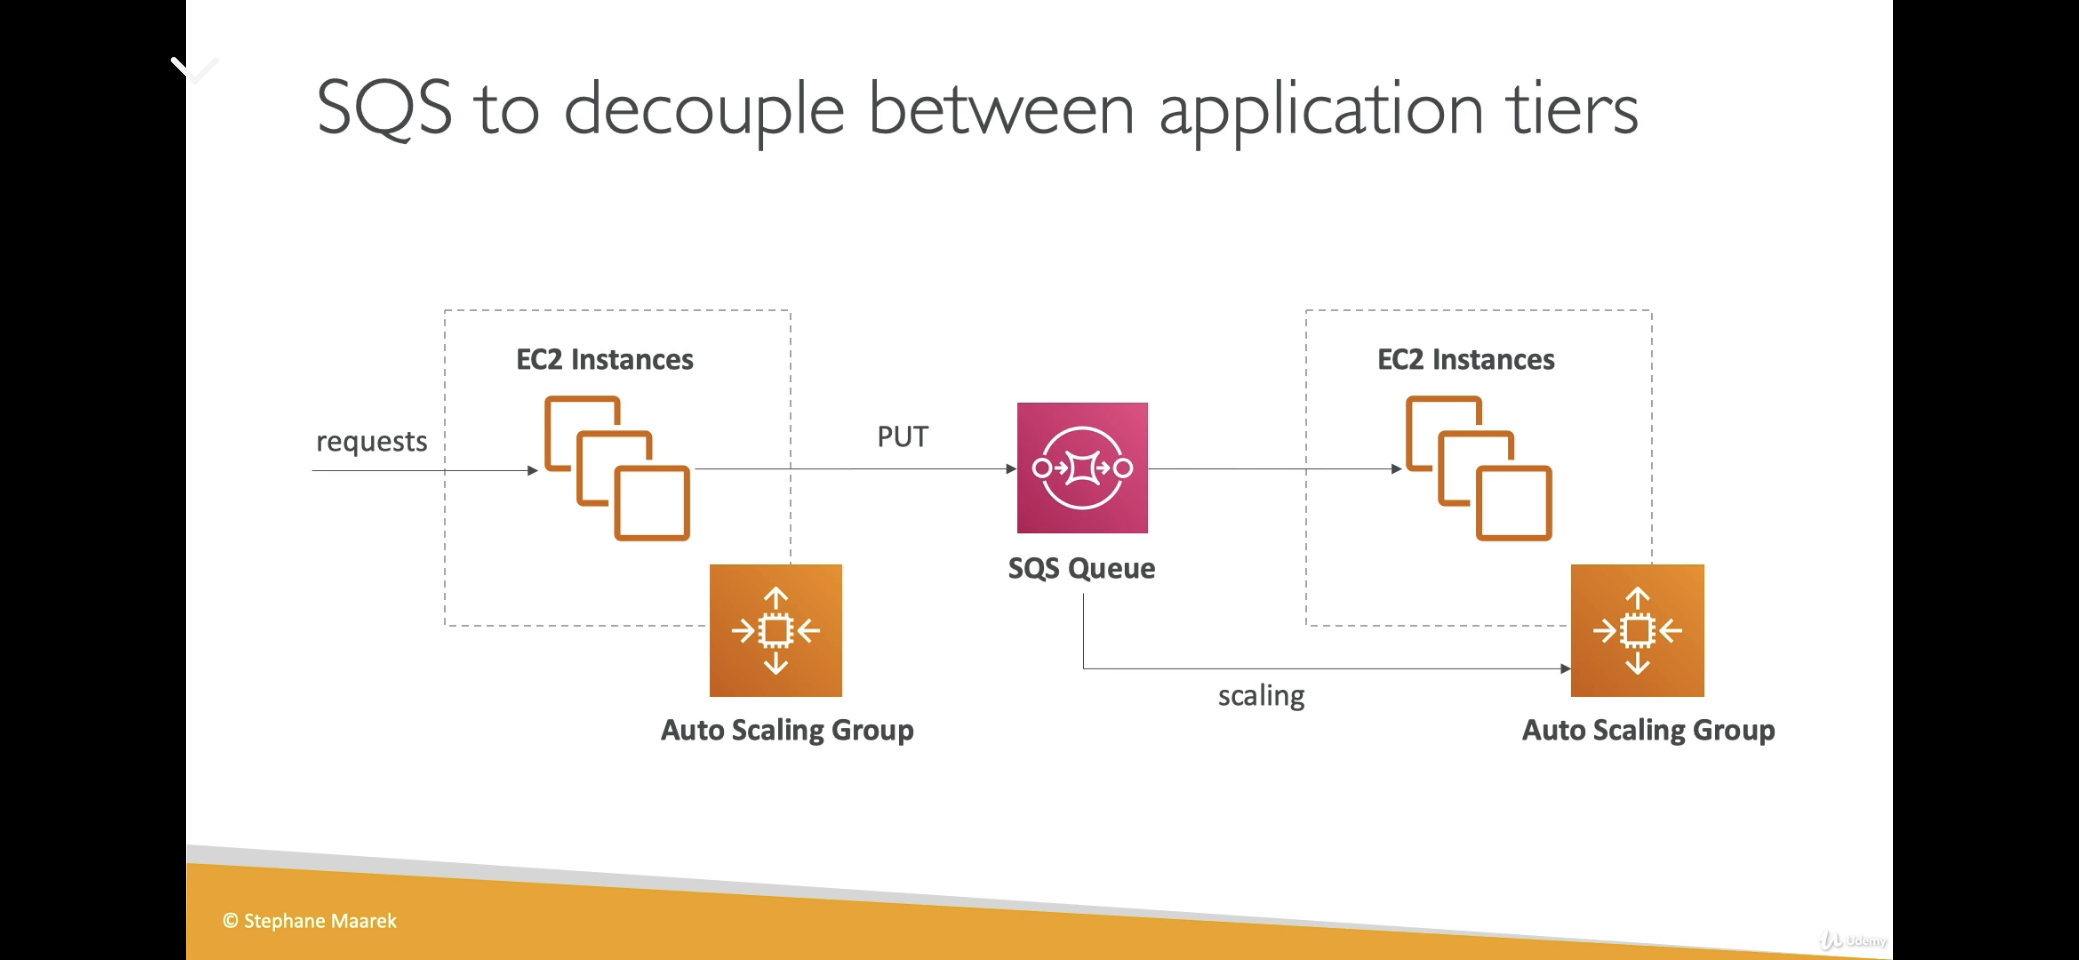 SQS to decouple between application tiers
EC2 Instances
EC2 Instances
requests
PUT
SQS Queue
scaling
Auto Scaling Group
Auto Scaling Group
© Stephane Maarek
Udemy